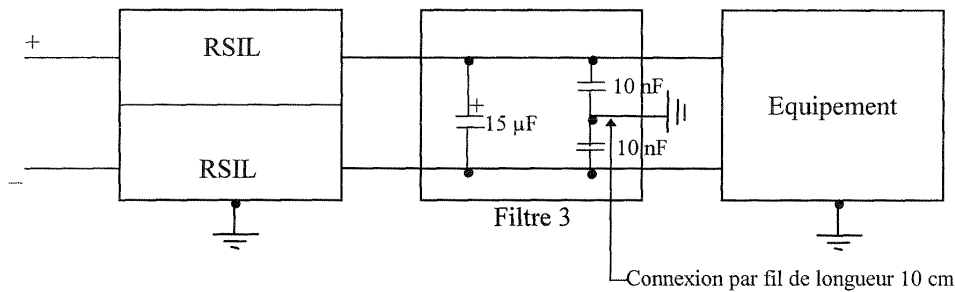 +
RSIL
RSIL
–
+
15 µF
10 nF
10 nF
Equipement
Filtre 3
Connexion par fil de longueur 10 cm